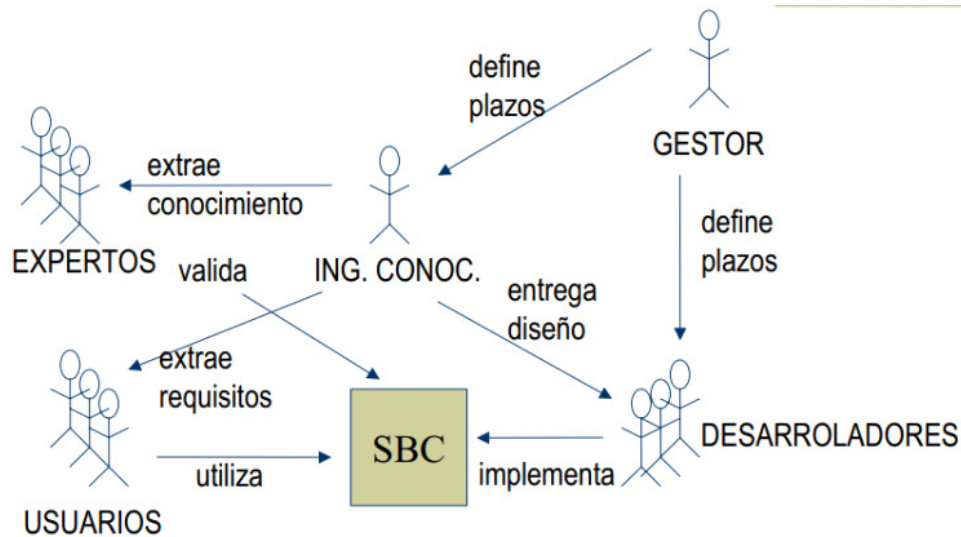 define
plazos
GESTOR
extrae
conocimiento
define
plazos
EXPERTOS
valida
ING. CONOC.
entrega
diseño
extrae
requisitos
SBC
DESARROLADORES
utiliza
implementa
USUARIOS